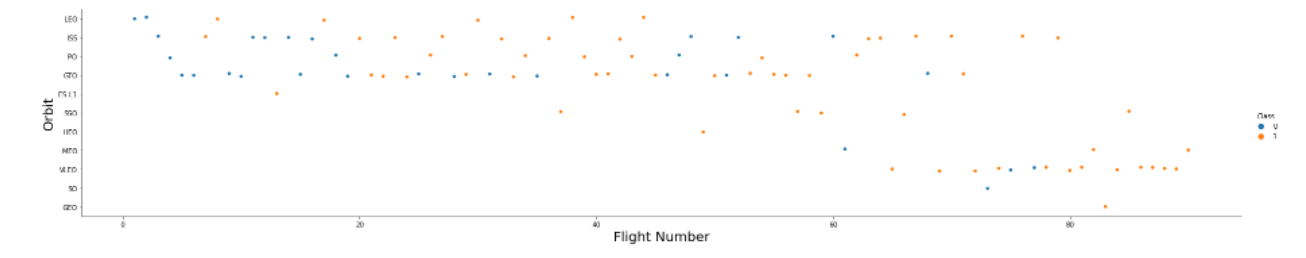 LEO
ISS
PO
GTO
ES-L1
SSO
HEO
MEO
VLEO
SO
GEO
Orbit
0 20 40 60 80
Flight Number
Class
0
1